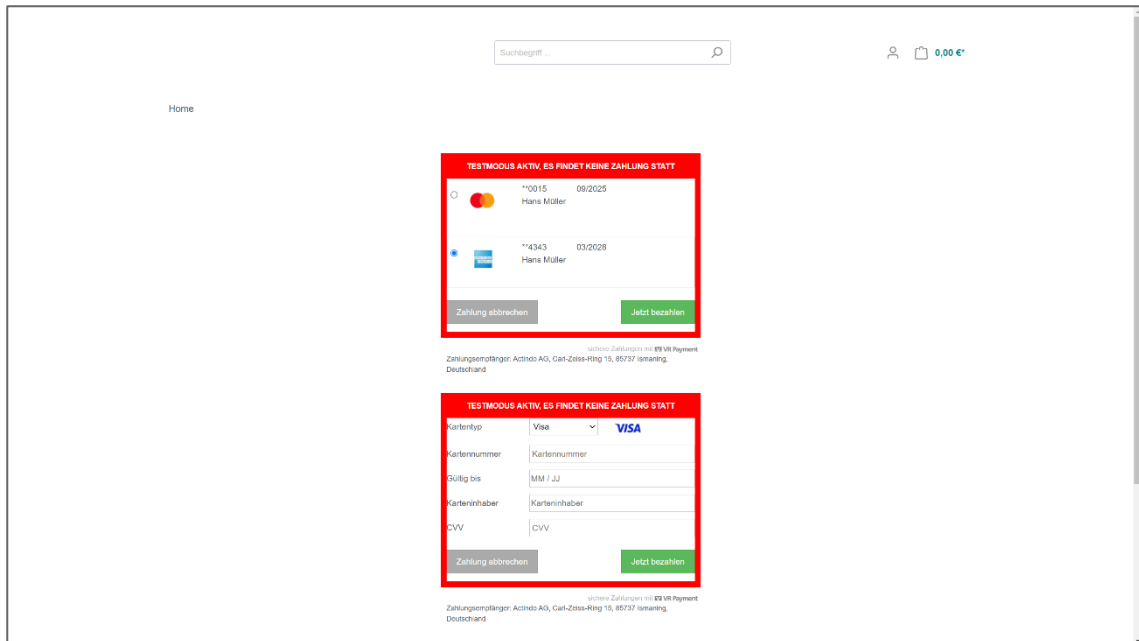 Suchbegriff ...
0,00 €*
Home
TESTMODUS AKTIV, ES FINDET KEINE ZAHLUNG STATT
**0015 09/2025
Hans Müller
**4343 03/2028
Hans Müller
Zahlung abbrechen Jetzt bezahlen
sichere Zahlungen mit VR Payment
Zahlungsempfänger: Actindo AG, Carl-Zeiss-Ring 15, 85737 Ismaning,
Deutschland
TESTMODUS AKTIV, ES FINDET KEINE ZAHLUNG STATT
Kartentyp Visa VISA
Kartennummer Kartennummer
Gültig bis MM / JJ
Karteninhaber Karteninhaber
CVV CVV
Zahlung abbrechen Jetzt bezahlen
sichere Zahlungen mit VR Payment
Zahlungsempfänger: Actindo AG, Carl-Zeiss-Ring 15, 85737 Ismaning,
Deutschland